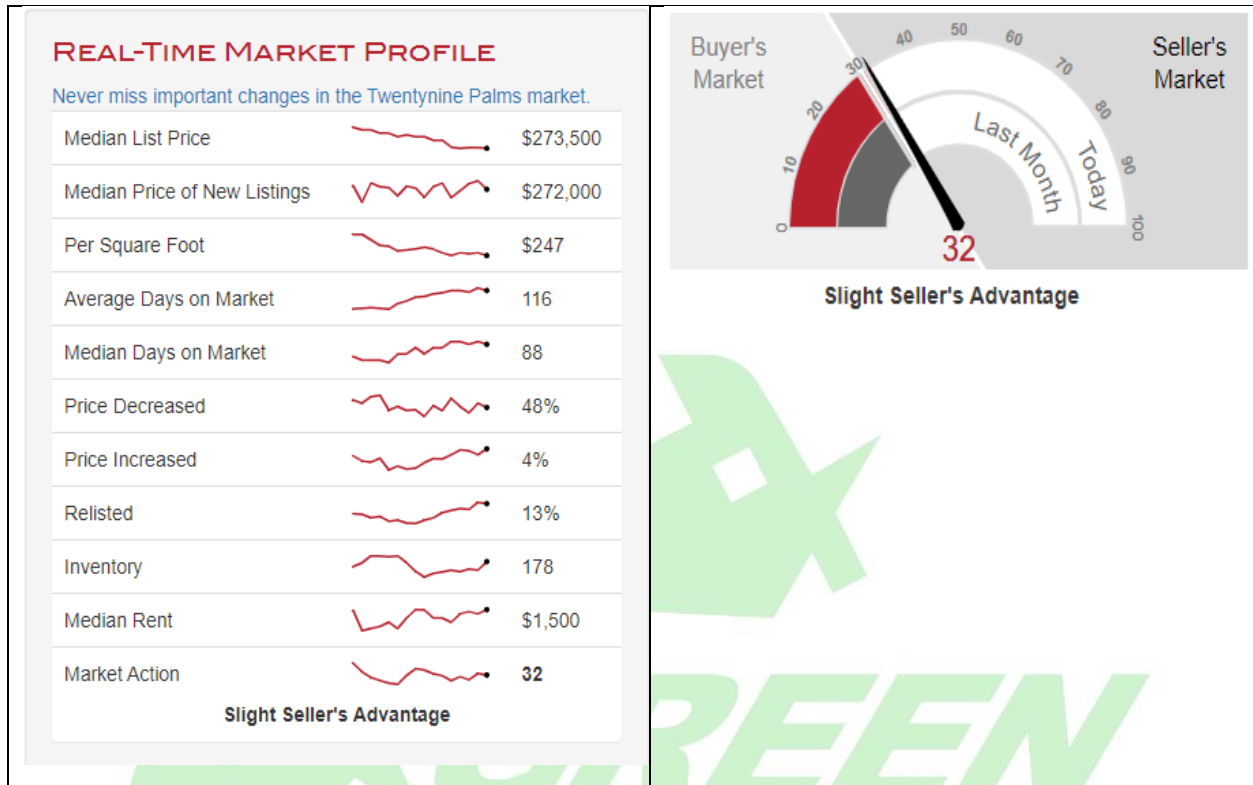 REAL-TIME MARKET PROFILE
Never miss important changes in the Twentynine Palms market.
Median List Price $273,500
Median Price of New Listings $272,000
Per Square Foot $247
Average Days on Market 116
Median Days on Market 88
Price Decreased 48%
Price Increased 4%
Relisted 13%
Inventory 178
Median Rent $1,500
Market Action 32
Slight Seller's Advantage
Buyer's
Market
Seller's
Market
0
10
20
30
40
50
60
70
80
90
100
Last Month
Today
32
Slight Seller's Advantage
GREEN